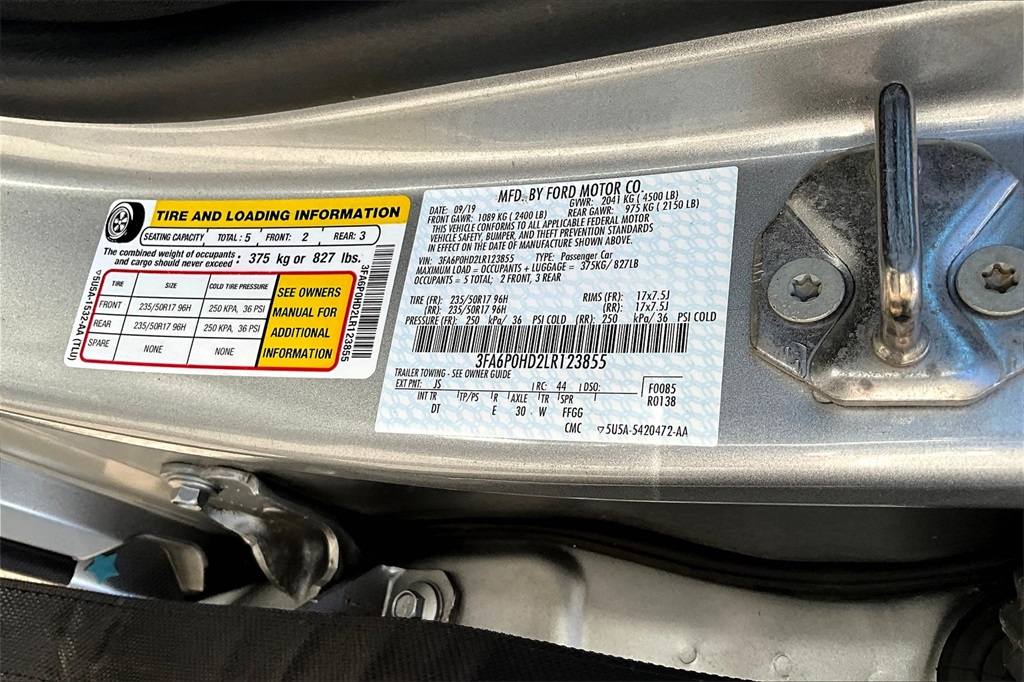 TIRE AND LOADING INFORMATION
SEATING CAPACITY TOTAL: 5 FRONT: 2 REAR: 3
The combined weight of occupants
and cargo should never exceed : 375 kg or 827 lbs.
TIRE SIZE COLD TIRE PRESSURE
FRONT 235/50R17 96H 250 KPA, 36 PSI
REAR 235/50R17 96H 250 KPA, 36 PSI
SPARE NONE NONE
SEE OWNERS
MANUAL FOR
ADDITIONAL
INFORMATION
5U5A-1532-AA (TLU)
3FA6P0HD2LR123855
MFD. BY FORD MOTOR CO.
DATE: 09/19 GVWR: 2041 KG (4500 LB)
FRONT GAWR: 1089 KG (2400 LB) REAR GAWR: 975 KG (2150 LB)
THIS VEHICLE CONFORMS TO ALL APPLICABLE FEDERAL MOTOR
VEHICLE SAFETY, BUMPER, AND THEFT PREVENTION STANDARDS
IN EFFECT ON THE DATE OF MANUFACTURE SHOWN ABOVE.
VIN: 3FA6P0HD2LR123855 TYPE: Passenger Car
MAXIMUM LOAD = OCCUPANTS + LUGGAGE = 375KG/827LB
OCCUPANTS = 5 TOTAL; 2 FRONT, 3 REAR
TIRE (FR): 235/50R17 96H RIMS (FR): 17x7.5J
(RR): 235/50R17 96H (RR): 17x7.5J
PRESSURE (FR): 250 kPa/ 36 PSI COLD (RR): 250 kPa/ 36 PSI COLD
3FA6P0HD2LR123855
TRAILER TOWING - SEE OWNER GUIDE
EXT PNT: JS RC: 44 DSO: F0085
INT TR TP/PS R AXLE TR SPR R0138
DT E 30 W FFGG
CMC 5U5A-5420472-AA